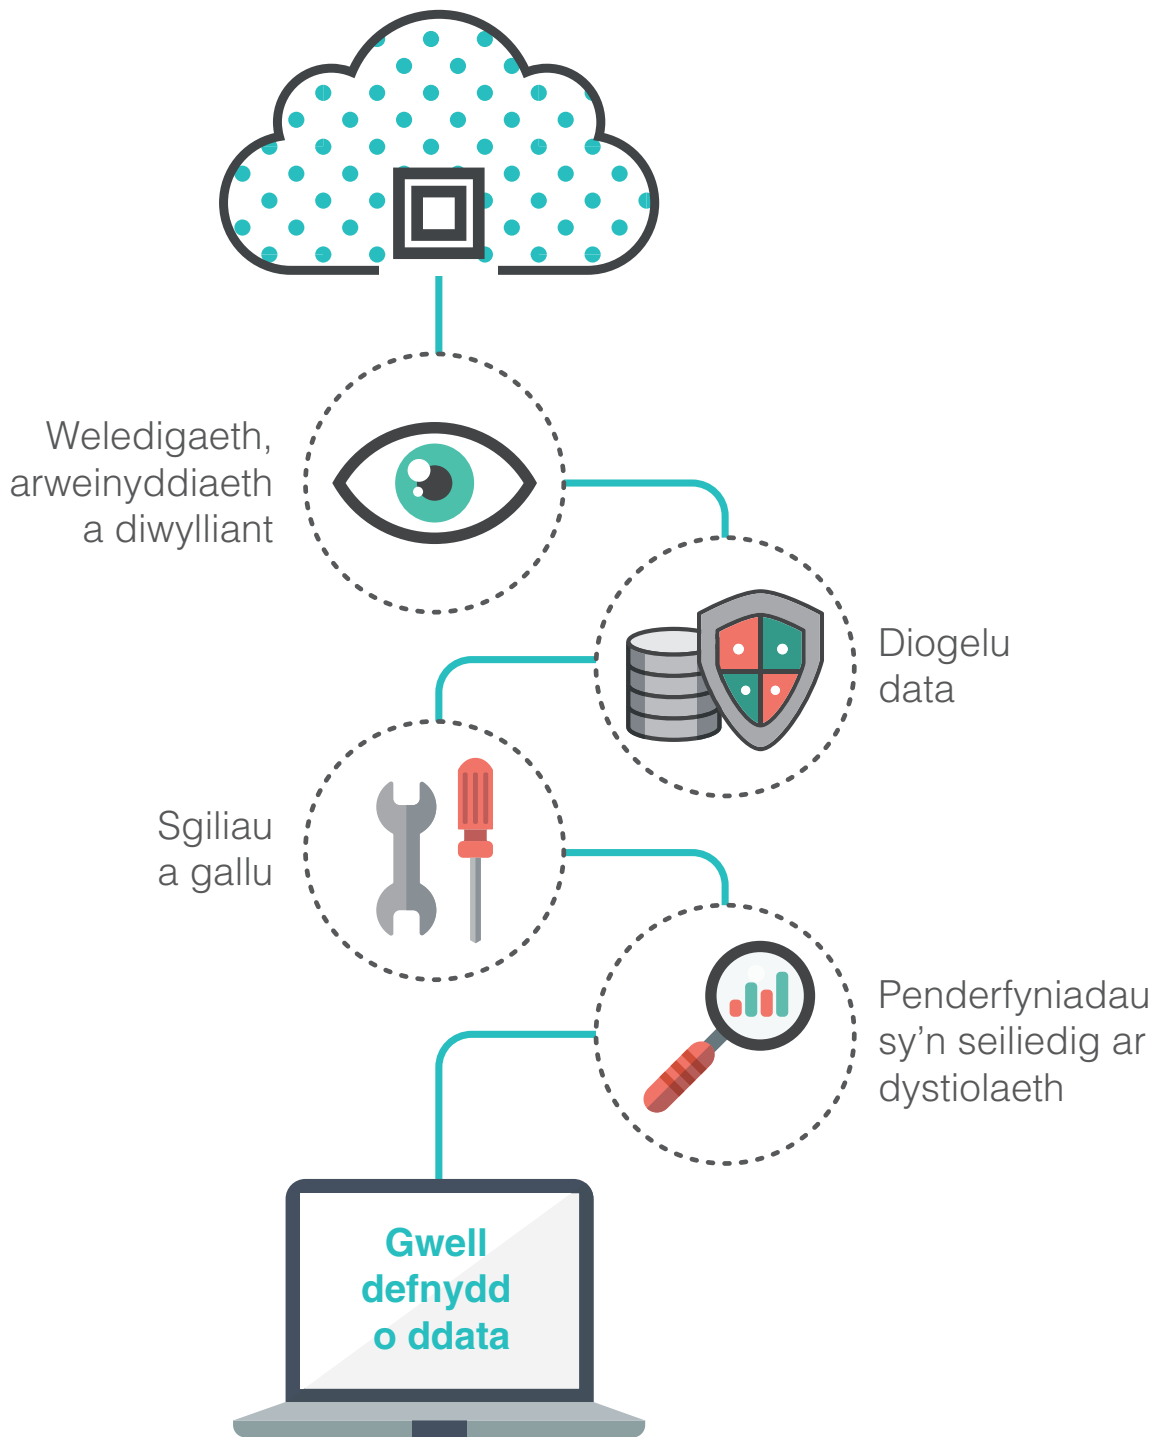 Weledigaeth,
arweinyddiaeth
a diwylliant
Diogelu
data
Sgiliau
a gallu
Penderfyniadau
sy’n seiliedig ar
dystiolaeth
Gwell
defnydd
o ddata